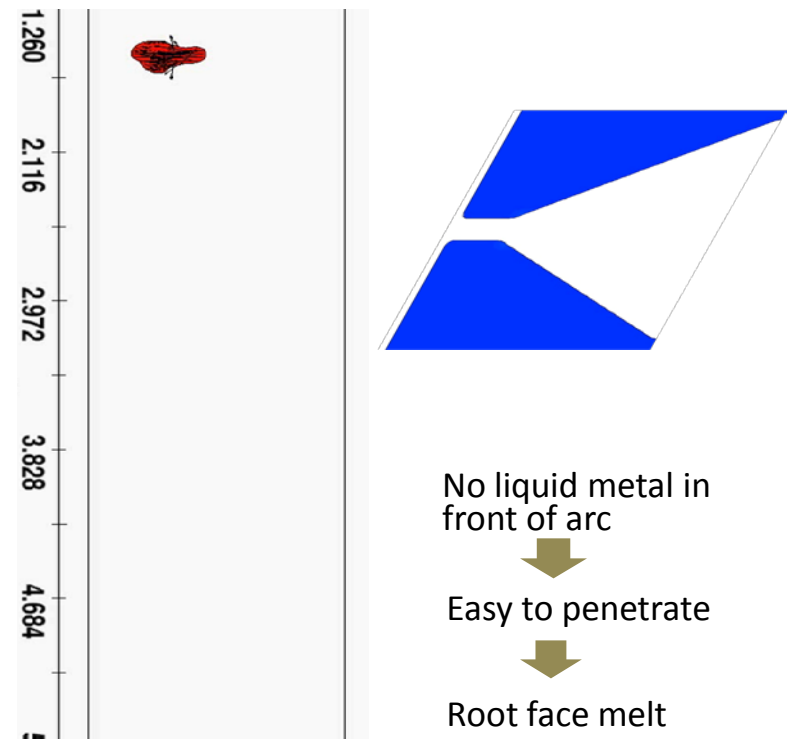 1.260
2.116
2.972
3.828
4.684
No liquid metal in
front of arc
Easy to penetrate
Root face melt